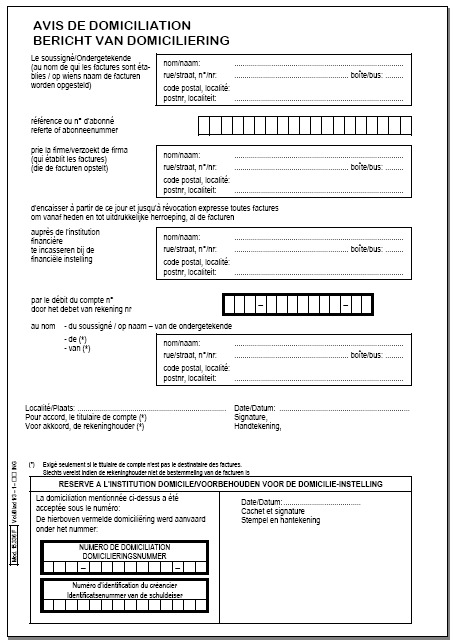 AVIS DE DOMICILIATION
BERICHT VAN DOMICILIERING
Le soussigné/Ondergetekende
(au nom de qui les factures sont éta-
blies / op wiens naam de facturen
worden opgesteld)
nom/naam:
rue/straat, n°/nr: boîte/bus:
code postal, localité:
postnr, localiteit:
référence ou n° d'abonné
referte of abonneenummer
prie la firme/verzoekt de firma
(qui établit les factures)
(die de facturen opstelt)
nom/naam:
rue/straat, n°/nr: boîte/bus:
code postal, localité:
postnr, localiteit:
d'encaisser à partir de ce jour et jusqu'à révocation expresse toutes factures
om vanaf heden en tot uitdrukkelijke herroeping, al de facturen
auprès de l'institution
financière
te incasseren bij de
financiële instelling
nom/naam:
rue/straat, n°/nr: boîte/bus:
code postal, localité:
postnr, localiteit:
par le débit du compte n°
door het debet van rekening nr
au nom - du soussigné / op naam – van de ondergetekende
- de (*)
- van (*)
nom/naam:
rue/straat, n°/nr: boîte/bus:
code postal, localité:
postnr, localiteit:
Localité/Plaats: Date/Datum:
Pour accord, le titulaire de compte (*) Signature,
Voor akkoord, de rekeninghouder (*) Handtekening,
(*) Exigé seulement si le titulaire de compte n'est pas le destinataire des factures.
Slechts vereist indien de rekeninghouder niet de bestemmeling van de facturen is
RESERVE A L'INSTITUTION DOMICILE/VOORBEHOUDEN VOOR DE DOMICILIE-INSTELLING
La domiciliation mentionnée ci-dessus a été
acceptée sous le numéro:
De hierboven vermelde domiciliëring werd aanvaard
onder het nummer:
NUMERO DE DOMICILIATION
DOMICILIERINGSNUMMER
Numéro d'identification du créancier
Identificatsenummer van de schuldeiser
Date/Datum:
Cachet et signature
Stempel en hantekening